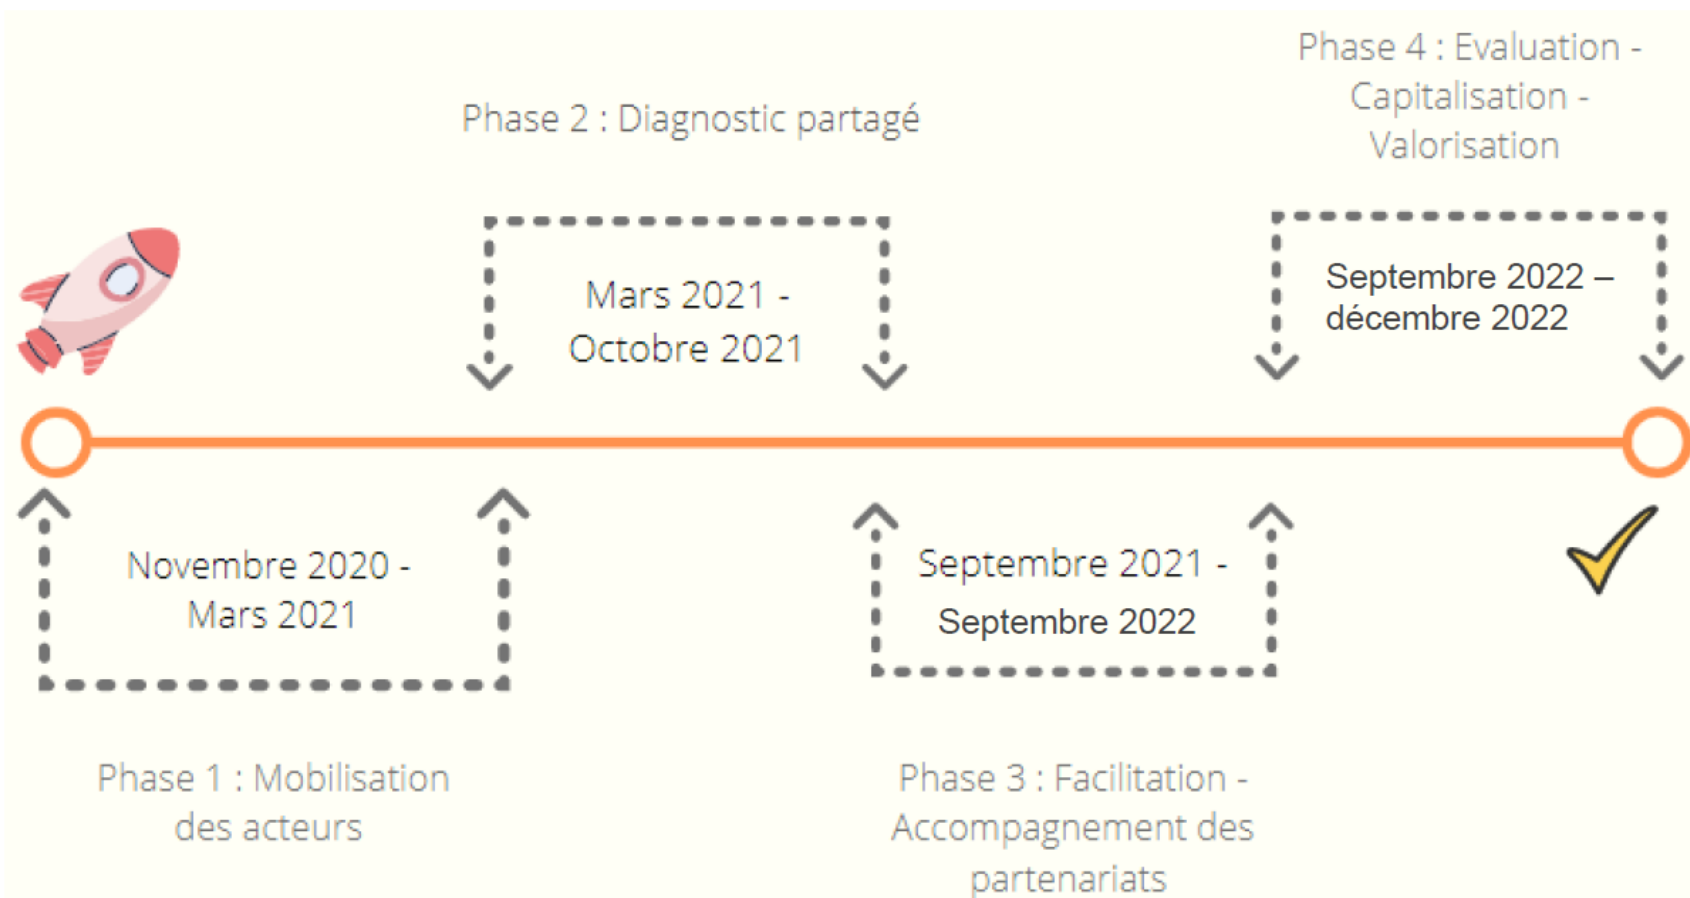 Phase 4 : Evaluation -
Capitalisation -
Valorisation
Phase 2 : Diagnostic partagé
Mars 2021 -
Octobre 2021
Septembre 2022 –
décembre 2022
Novembre 2020 -
Mars 2021
Septembre 2021 -
Septembre 2022
Phase 1 : Mobilisation
des acteurs
Phase 3 : Facilitation -
Accompagnement des
partenariats